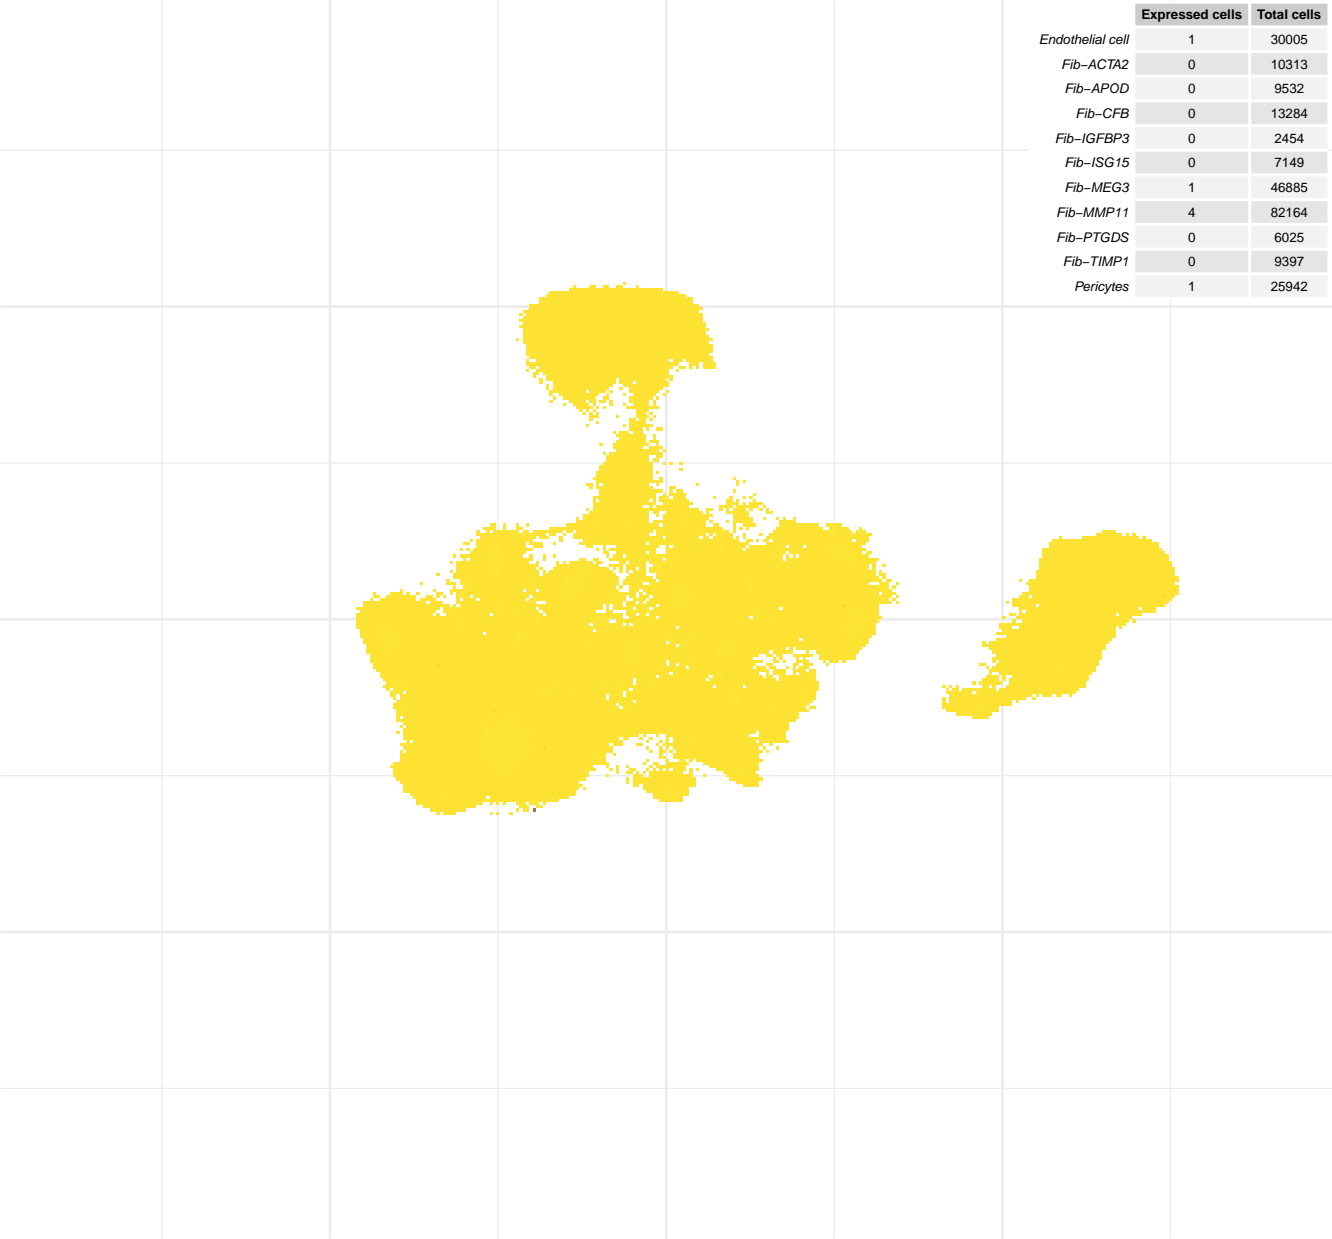 Expressed cells Total cells
Endothelial cell 1 30005
Fib−ACTA2 0 10313
Fib−APOD 0 9532
Fib−CFB 0 13284
Fib−IGFBP3 0 2454
Fib−ISG15 0 7149
Fib−MEG3 1 46885
Fib−MMP11 4 82164
Fib−PTGDS 0 6025
Fib−TIMP1 0 9397
Pericytes 1 25942